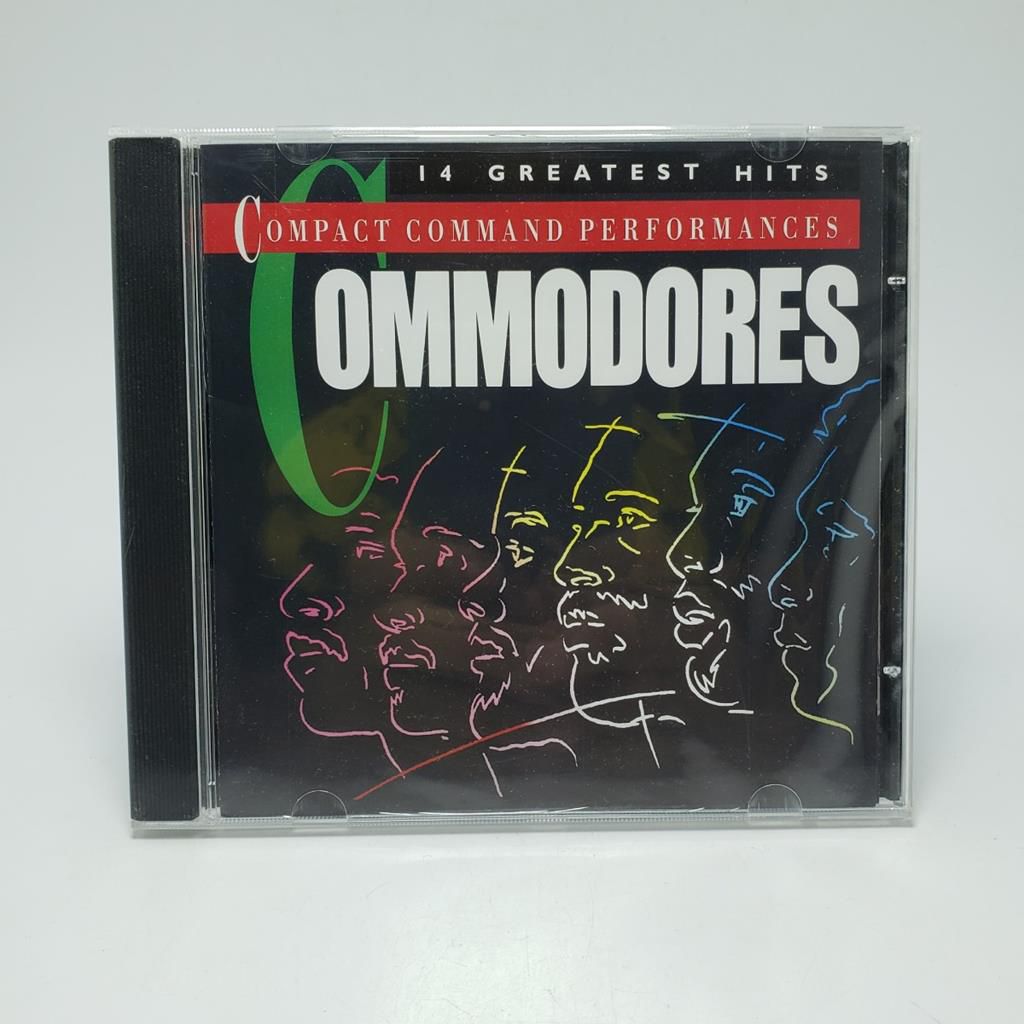 14 GREATEST HITS
COMPACT COMMAND PERFORMANCES
COMMODORES